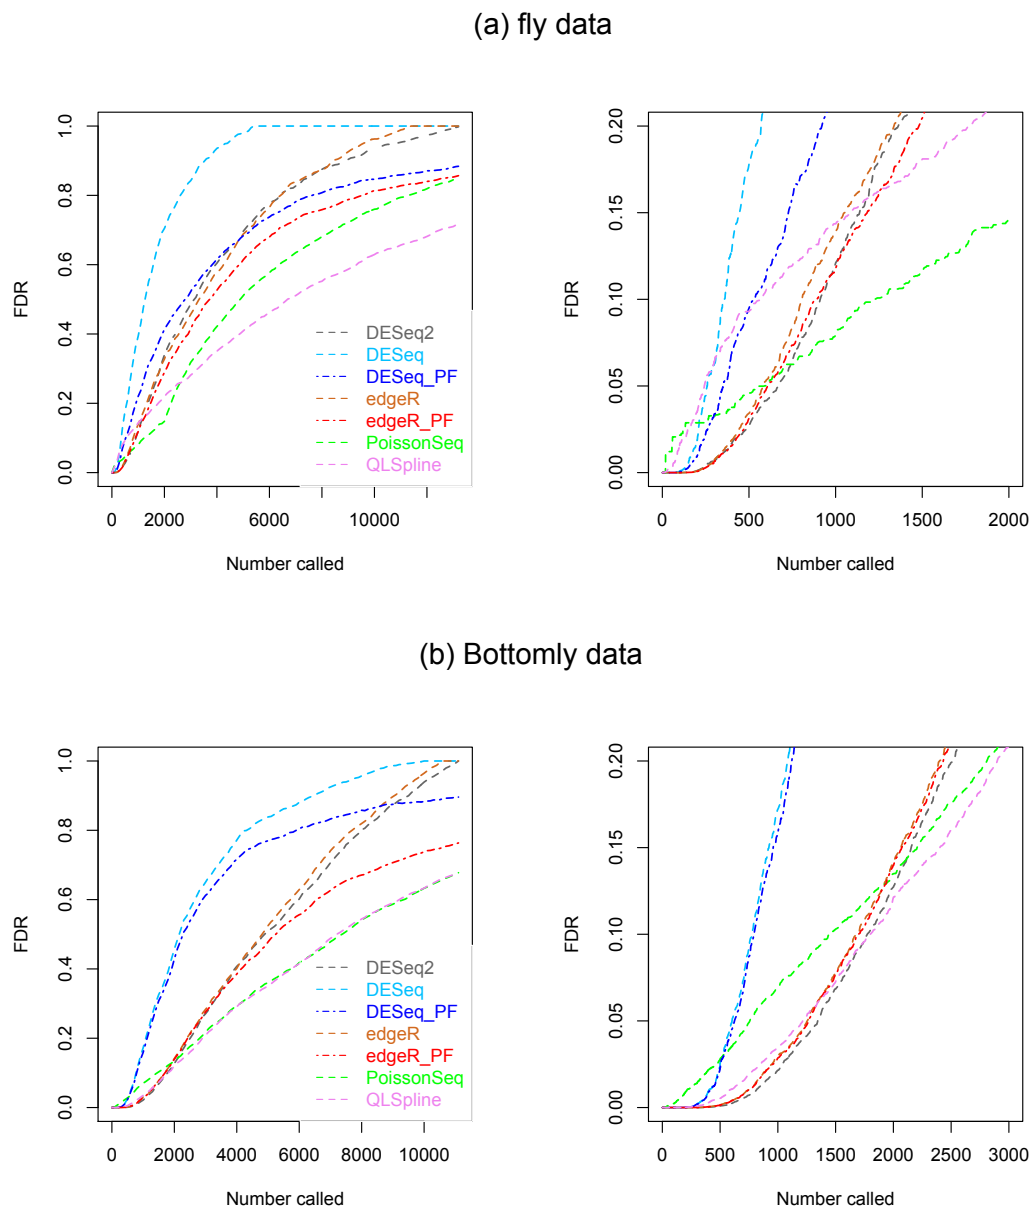 (a) fly data
FDR
0.0
0.2
0.4
0.6
0.8
1.0
DESeq2
DESeq
DESeq_PF
edgeR
edgeR_PF
PoissonSeq
QLSpline
0 2000 6000 10000
Number called
FDR
0.00
0.05
0.10
0.15
0.20
0 500 1000 1500 2000
Number called
(b) Bottomly data
FDR
0.0
0.2
0.4
0.6
0.8
1.0
DESeq2
DESeq
DESeq_PF
edgeR
edgeR_PF
PoissonSeq
QLSpline
0 2000 4000 6000 8000 10000
Number called
FDR
0.00
0.05
0.10
0.15
0.20
0 500 1000 1500 2000 2500 3000
Number called